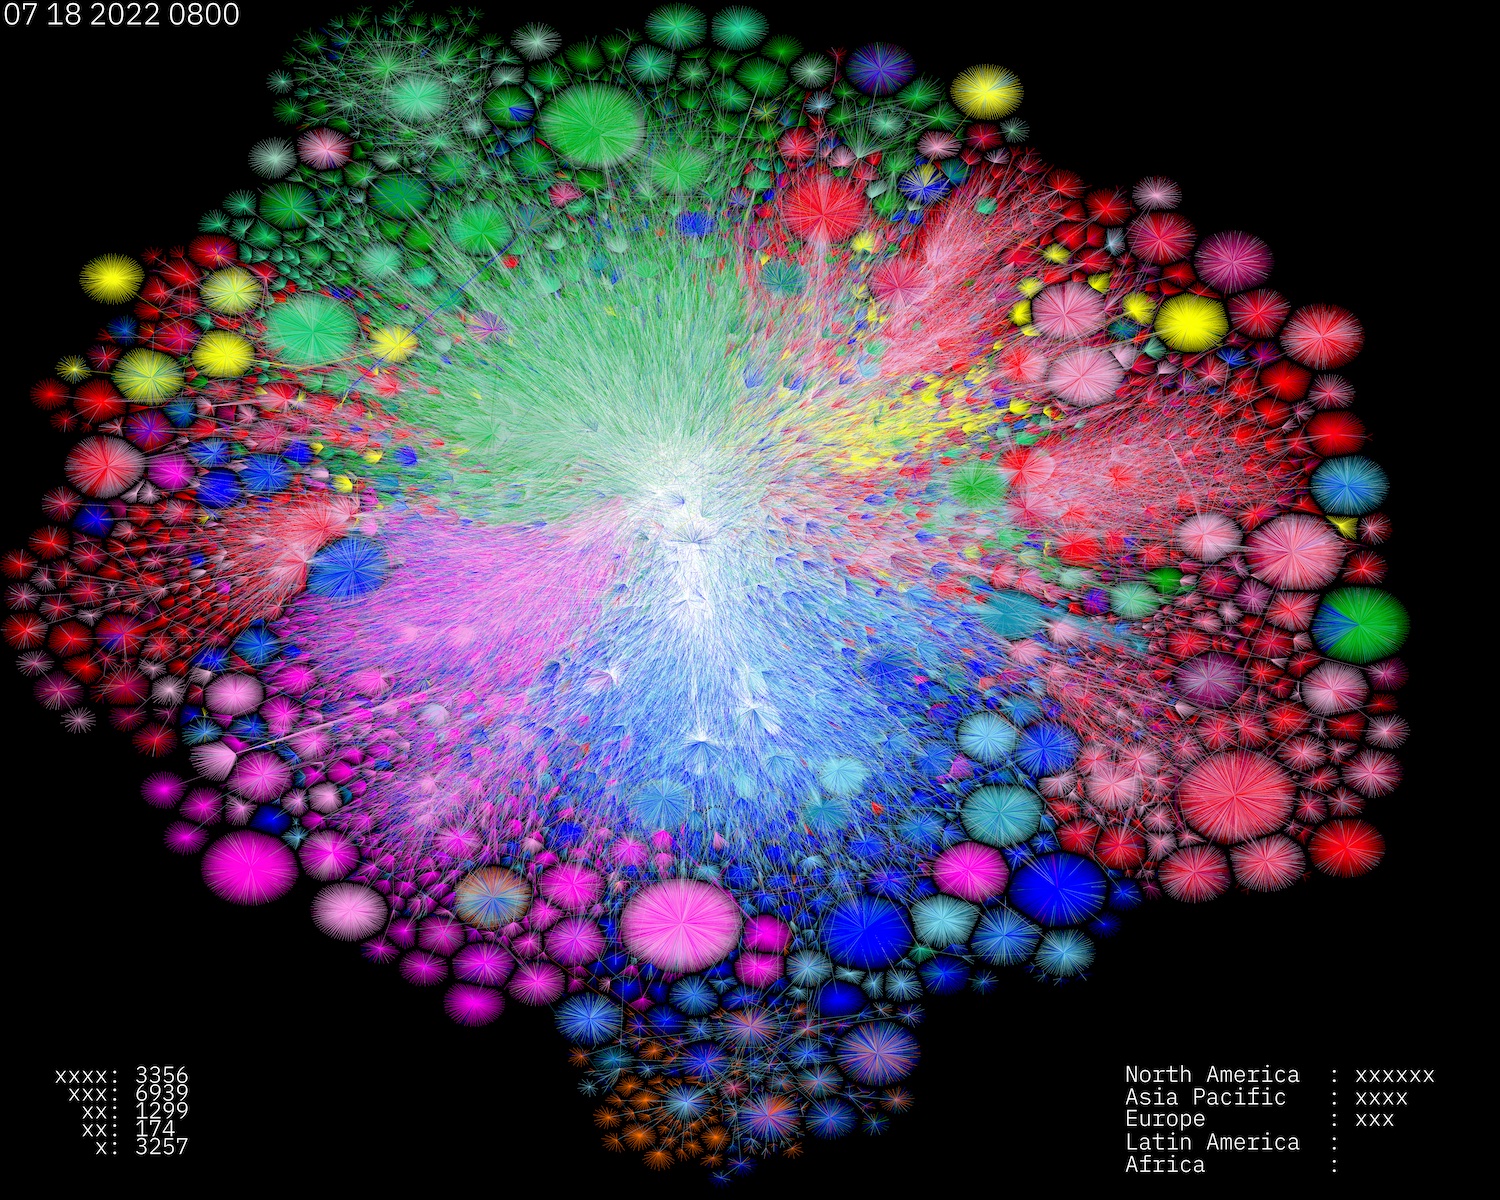 07 18 2022 0800
xxxx: 3356
xxx: 6939
xx: 1299
xx: 174
x: 3257
North America : xxxxxx
Asia Pacific : xxxx
Europe : xxx
Latin America :
Africa :